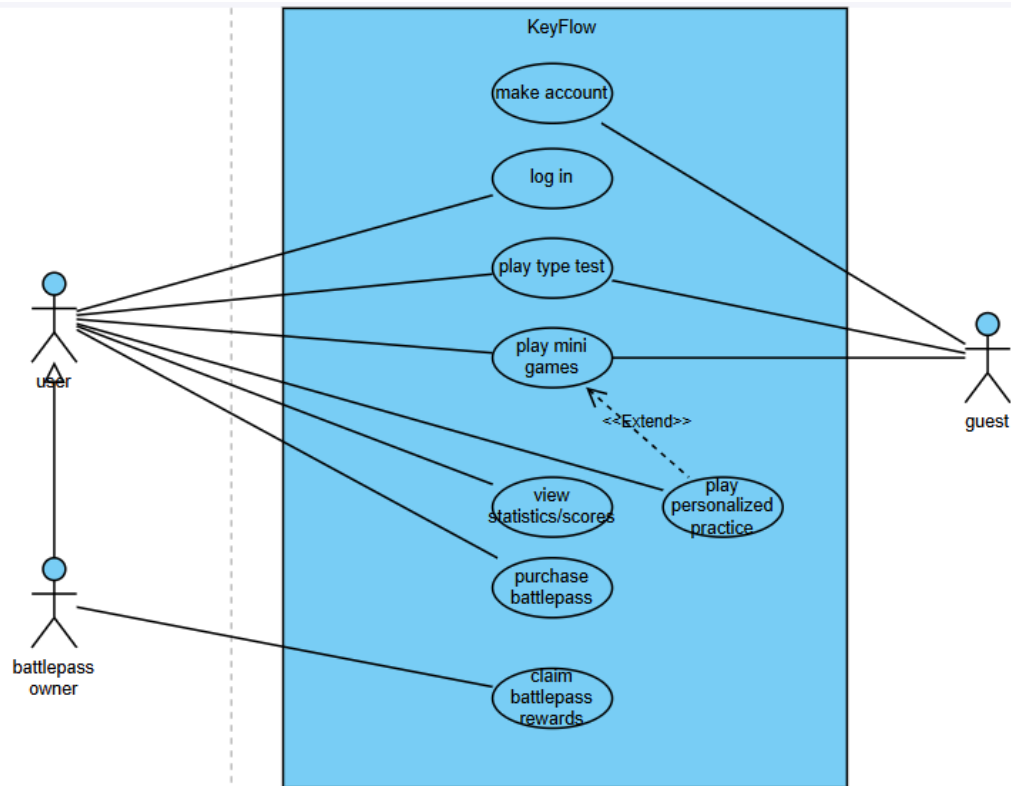 KeyFlow
make account
log in
play type test
play mini
games
<<Extend>>
user
guest
view
statistics/scores
play
personalized
practice
purchase
battlepass
battlepass
owner
claim
battlepass
rewards